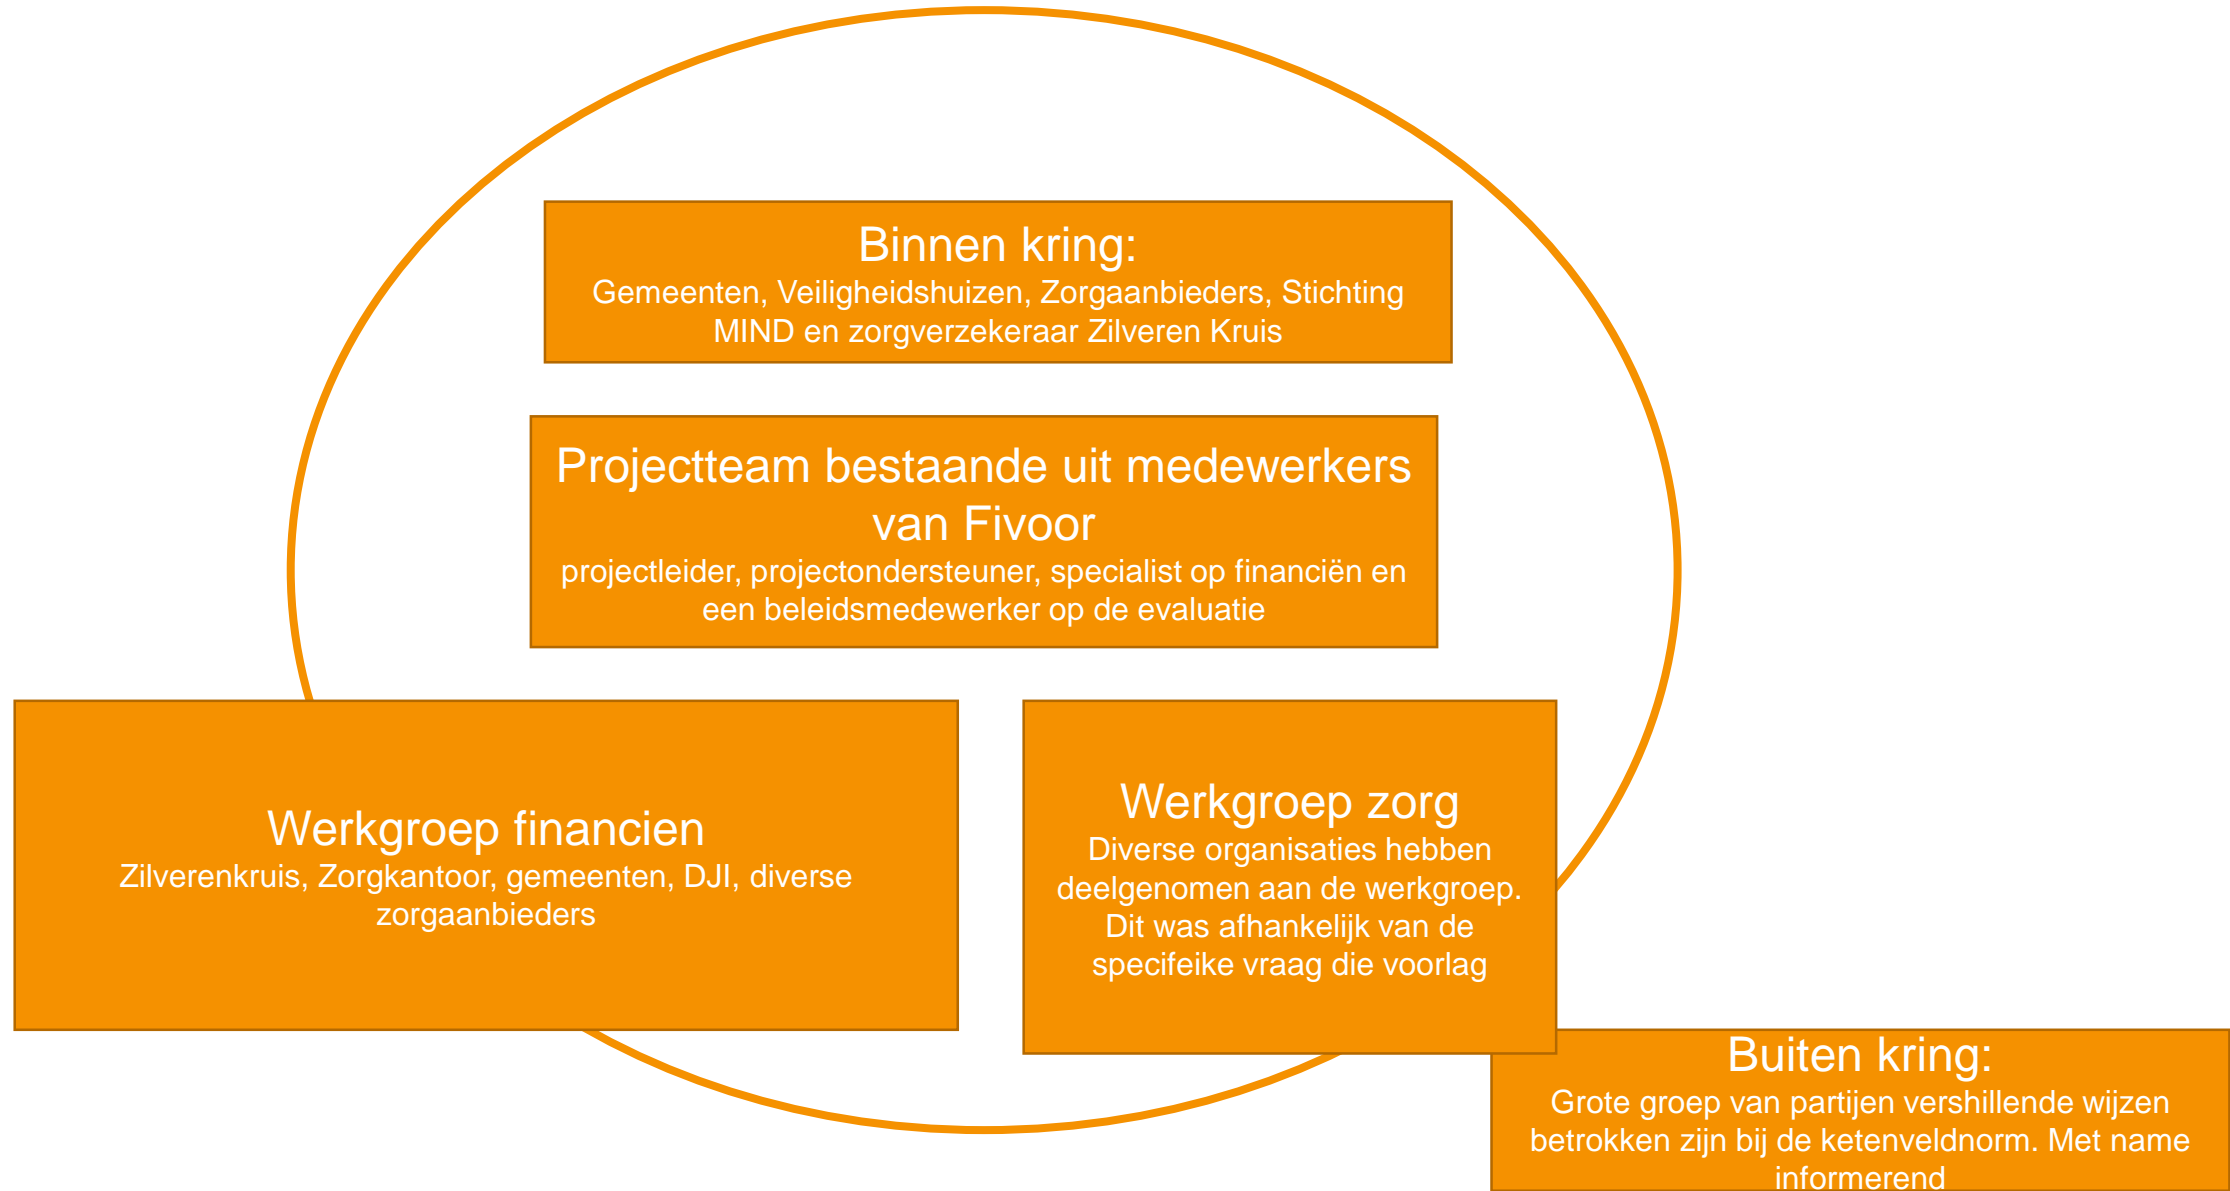 Binnen kring:
Gemeenten, Veiligheidshuizen, Zorgaanbieders, Stichting
MIND en zorgverzekeraar Zilveren Kruis
Projectteam bestaande uit medewerkers
van Fivoor
projectleider, projectondersteuner, specialist op financiën en
een beleidsmedewerker op de evaluatie
Werkgroep financien
Zilverenkruis, Zorgkantoor, gemeenten, DJI, diverse
zorgaanbieders
Werkgroep zorg
Diverse organisaties hebben
deelgenomen aan de werkgroep.
Dit was afhankelijk van de
specifeike vraag die voorlag
Buiten kring:
Grote groep van partijen vershillende wijzen
betrokken zijn bij de ketenveldnorm. Met name
informerend